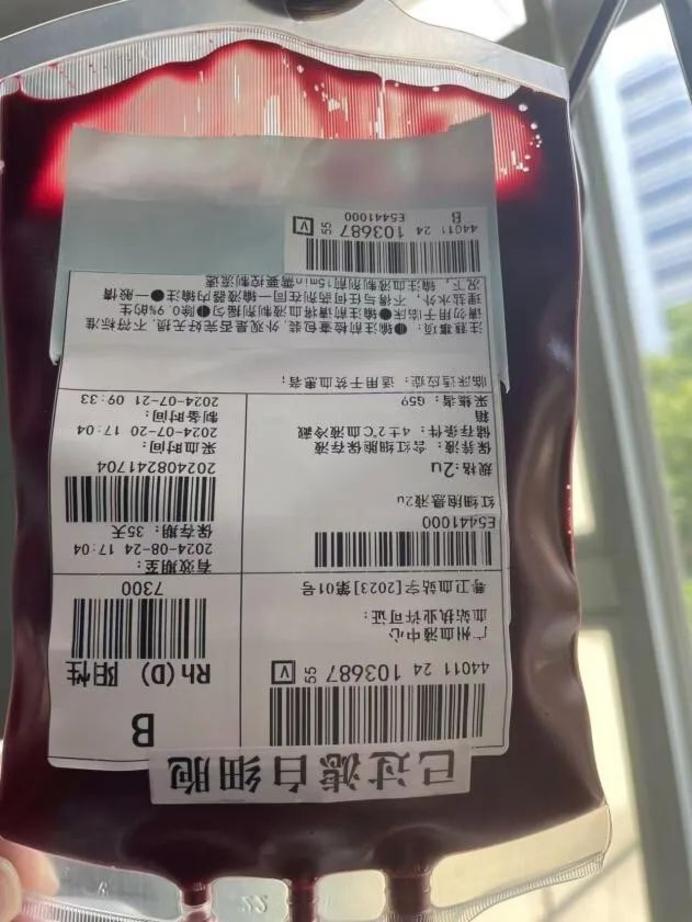 已过滤白细胞
44011 24 103687 55 V
广州血液中心
血站执业许可证:
粤卫血站字[2023]第01号
B
Rh(D) 阳性
7300
E5441000
红细胞悬液2u
规格:2u
保养液: 含红细胞保存液
储存条件: 4±2℃血液冷藏
箱
采集者: G59
有效期至:
2024-08-24 17:04
保存期: 35天
202408241704
采血时间:
2024-07-20 17:04
制备时间:
2024-07-21 09:33
临床适应症: 适用于贫血患者;
注意事项: ●输注前检查包装、外观是否完好无损, 不符标准
请勿用于临床●输注前请将血液制剂摇匀●除0.9%的生
理盐水外, 不得与任何药剂在同一输液器内输注●一般情
况下, 输注血液制剂前15min需要控制流速
44011 24 103687 55 V
B E5441000